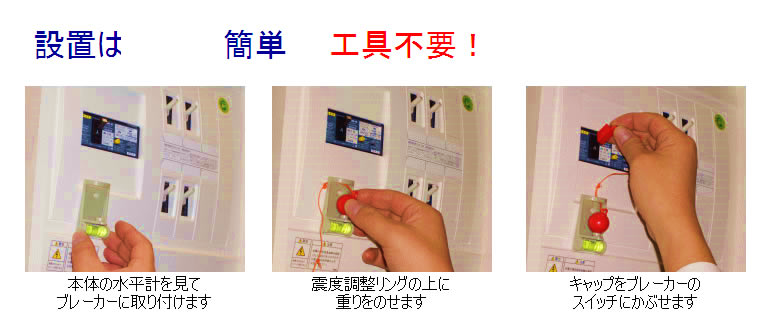 設置は 簡単 工具不要！
本体の水平計を見て
ブレーカーに取り付けます
震度調整リングの上に
重りをのせます
キャップをブレーカーの
スイッチにかぶせます